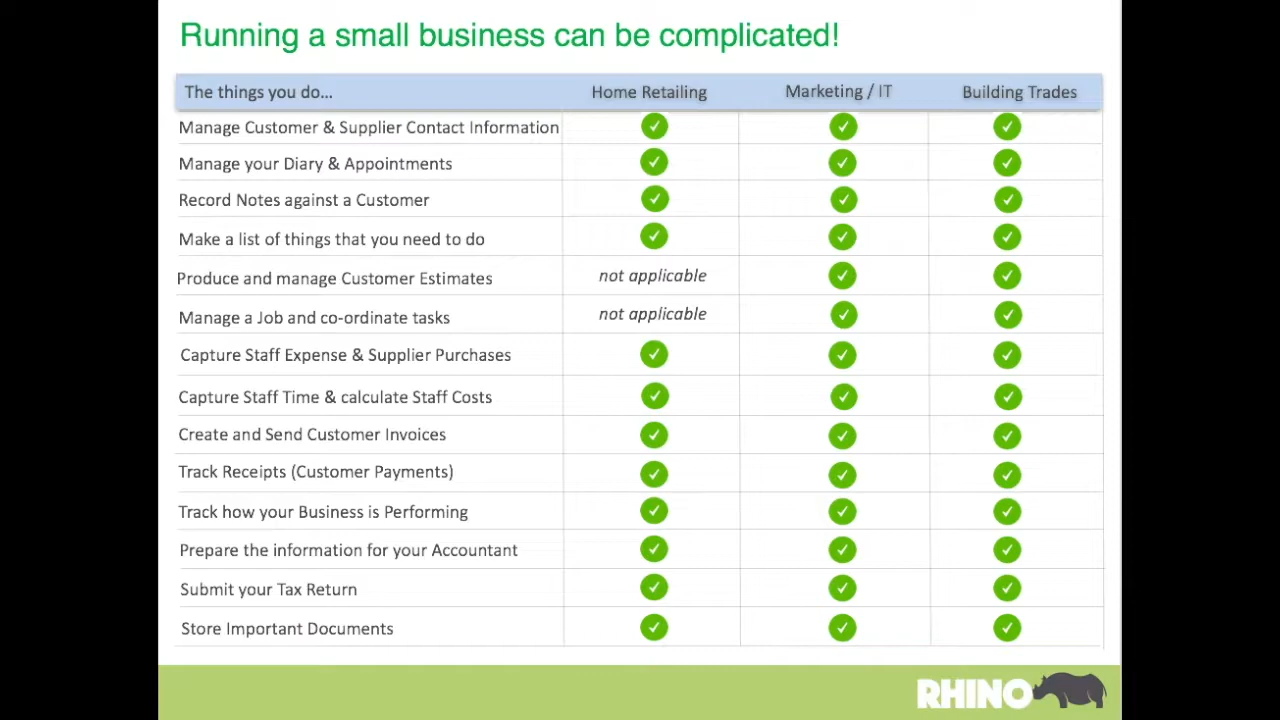 Running a small business can be complicated!
The things you do... Home Retailing Marketing / IT Building Trades
Manage Customer & Supplier Contact Information
Manage your Diary & Appointments
Record Notes against a Customer
Make a list of things that you need to do
Produce and manage Customer Estimates not applicable
Manage a Job and co-ordinate tasks not applicable
Capture Staff Expense & Supplier Purchases
Capture Staff Time & calculate Staff Costs
Create and Send Customer Invoices
Track Receipts (Customer Payments)
Track how your Business is Performing
Prepare the information for your Accountant
Submit your Tax Return
Store Important Documents
RHINO